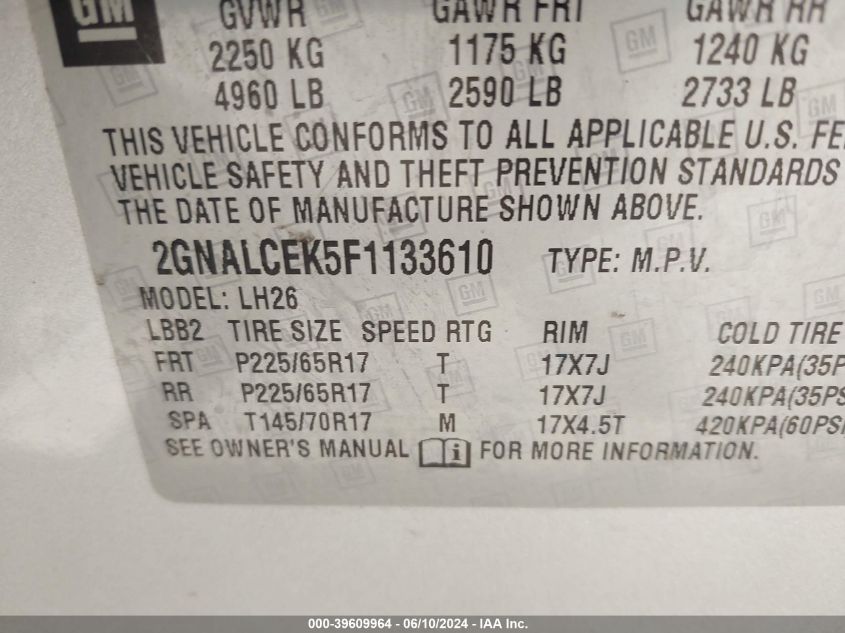 GM
GVWR GAWR FRT GAWR RR
2250 KG 1175 KG 1240 KG
4960 LB 2590 LB 2733 LB
THIS VEHICLE CONFORMS TO ALL APPLICABLE U.S. FE
VEHICLE SAFETY AND THEFT PREVENTION STANDARDS
THE DATE OF MANUFACTURE SHOWN ABOVE.
2GNALCEK5F1133610 TYPE: M.P.V.
MODEL: LH26
LBB2 TIRE SIZE SPEED RTG RIM COLD TIRE
FRT P225/65R17 T 17X7J 240KPA(35P
RR P225/65R17 T 17X7J 240KPA(35PS
SPA T145/70R17 M 17X4.5T 420KPA(60PSI
SEE OWNER'S MANUAL i FOR MORE INFORMATION.
000-39609964 - 06/10/2024 - IAA Inc.